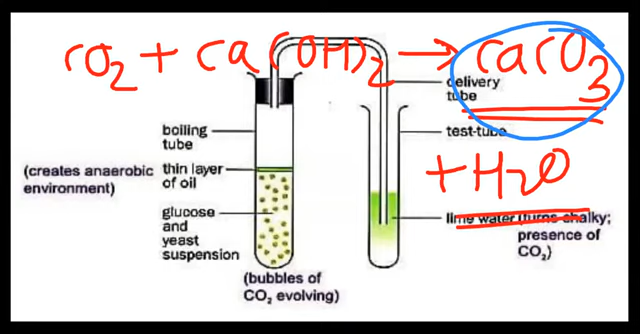 CO2 + Ca(OH)2 → CaCO3
+ H2O
delivery
tube
boiling
tube
test-tube
(creates anaerobic
environment)
thin layer
of oil
glucose
and
yeast
suspension
lime water (turns chalky;
presence of
CO₂)
(bubbles of
CO₂ evolving)